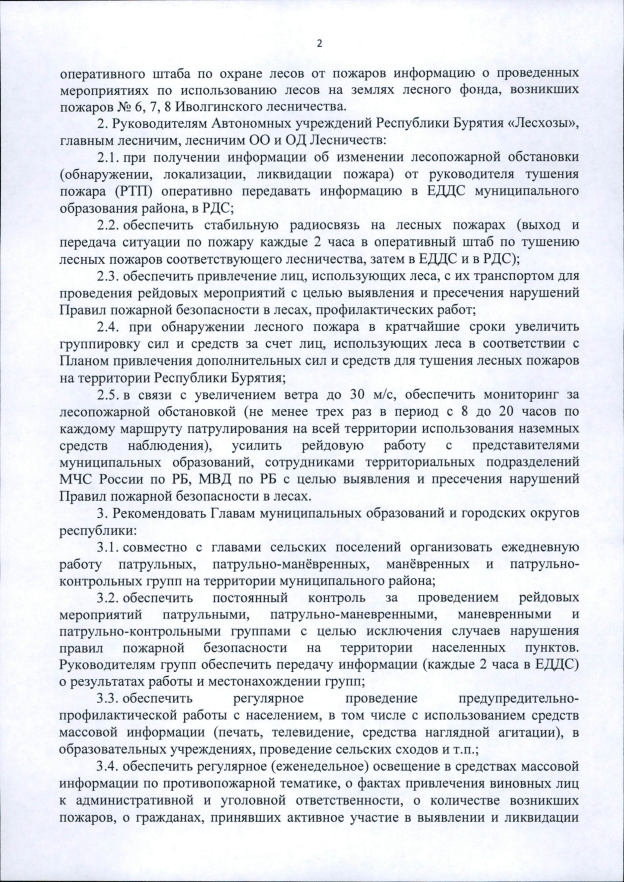 2
оперативного штаба по охране лесов от пожаров информацию о проведенных
мероприятиях по использованию лесов на землях лесного фонда, возникших
пожаров № 6, 7, 8 Иволгинского лесничества.
2. Руководителям Автономных учреждений Республики Бурятия «Лесхозы»,
главным лесничим, лесничим ОО и ОД Лесничеств:
2.1. при получении информации об изменении лесопожарной обстановки
(обнаружении, локализации, ликвидации пожара) от руководителя тушения
пожара (РТП) оперативно передавать информацию в ЕДДС муниципального
образования района, в РДС;
2.2. обеспечить стабильную радиосвязь на лесных пожарах (выход и
передача ситуации по пожару каждые 2 часа в оперативный штаб по тушению
лесных пожаров соответствующего лесничества, затем в ЕДДС и в РДС);
2.3. обеспечить привлечение лиц, использующих леса, с их транспортом для
проведения рейдовых мероприятий с целью выявления и пресечения нарушений
Правил пожарной безопасности в лесах, профилактических работ;
2.4. при обнаружении лесного пожара в кратчайшие сроки увеличить
группировку сил и средств за счет лиц, использующих леса в соответствии с
Планом привлечения дополнительных сил и средств для тушения лесных пожаров
на территории Республики Бурятия;
2.5. в связи с увеличением ветра до 30 м/с, обеспечить мониторинг за
лесопожарной обстановкой (не менее трех раз в период с 8 до 20 часов по
каждому маршруту патрулирования на всей территории использования наземных
средств наблюдения), усилить рейдовую работу с представителями
муниципальных образований, сотрудниками территориальных подразделений
МЧС России по РБ, МВД по РБ с целью выявления и пресечения нарушений
Правил пожарной безопасности в лесах.
3. Рекомендовать Главам муниципальных образований и городских округов
республики:
3.1. совместно с главами сельских поселений организовать ежедневную
работу патрульных, патрульно-манёвренных, манёвренных и патрульно-
контрольных групп на территории муниципального района;
3.2. обеспечить постоянный контроль за проведением рейдовых
мероприятий патрульными, патрульно-маневренными, маневренными и
патрульно-контрольными группами с целью исключения случаев нарушения
правил пожарной безопасности на территории населенных пунктов.
Руководителям групп обеспечить передачу информации (каждые 2 часа в ЕДДС)
о результатах работы и местонахождении групп;
3.3. обеспечить регулярное проведение предупредительно-
профилактической работы с населением, в том числе с использованием средств
массовой информации (печать, телевидение, средства наглядной агитации), в
образовательных учреждениях, проведение сельских сходов и т.п.;
3.4. обеспечить регулярное (еженедельное) освещение в средствах массовой
информации по противопожарной тематике, о фактах привлечения виновных лиц
к административной и уголовной ответственности, о количестве возникших
пожаров, о гражданах, принявших активное участие в выявлении и ликвидации